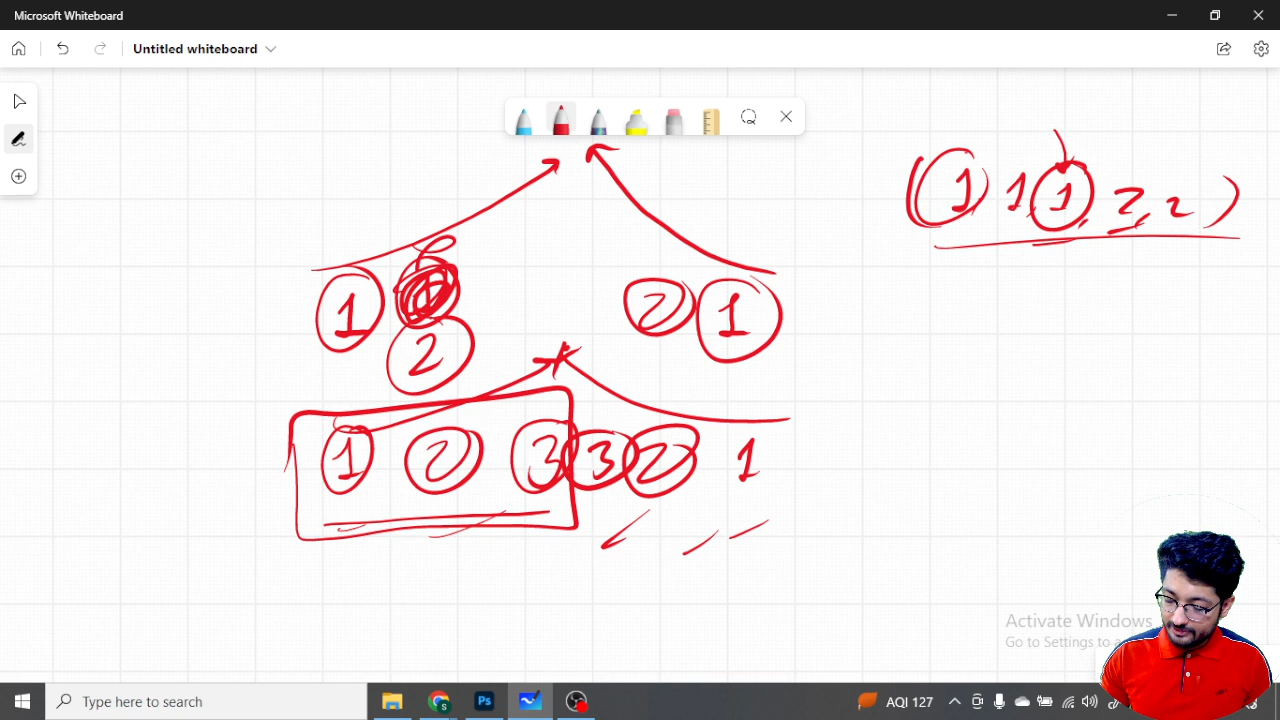 Microsoft Whiteboard
Untitled whiteboard
( 1, 1 1, 2, 2 )
1 2 1
2
1 2 3 3 2 1
Activate Windows
Go to Settings to a
Type here to search
Ps
S
AQI 127